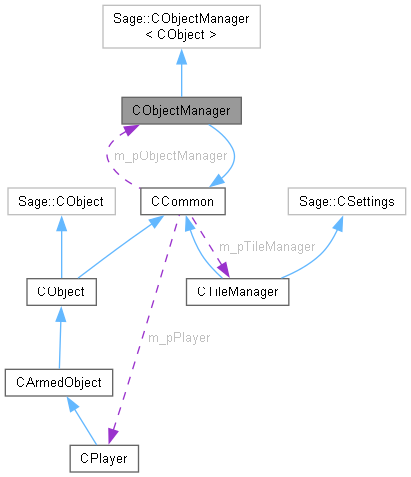 Sage::CObjectManager
< CObject >
CObjectManager
m_pObjectManager
Sage::CObject
CCommon
Sage::CSettings
m_pTileManager
CObject
CTileManager
m_pPlayer
CArmedObject
CPlayer